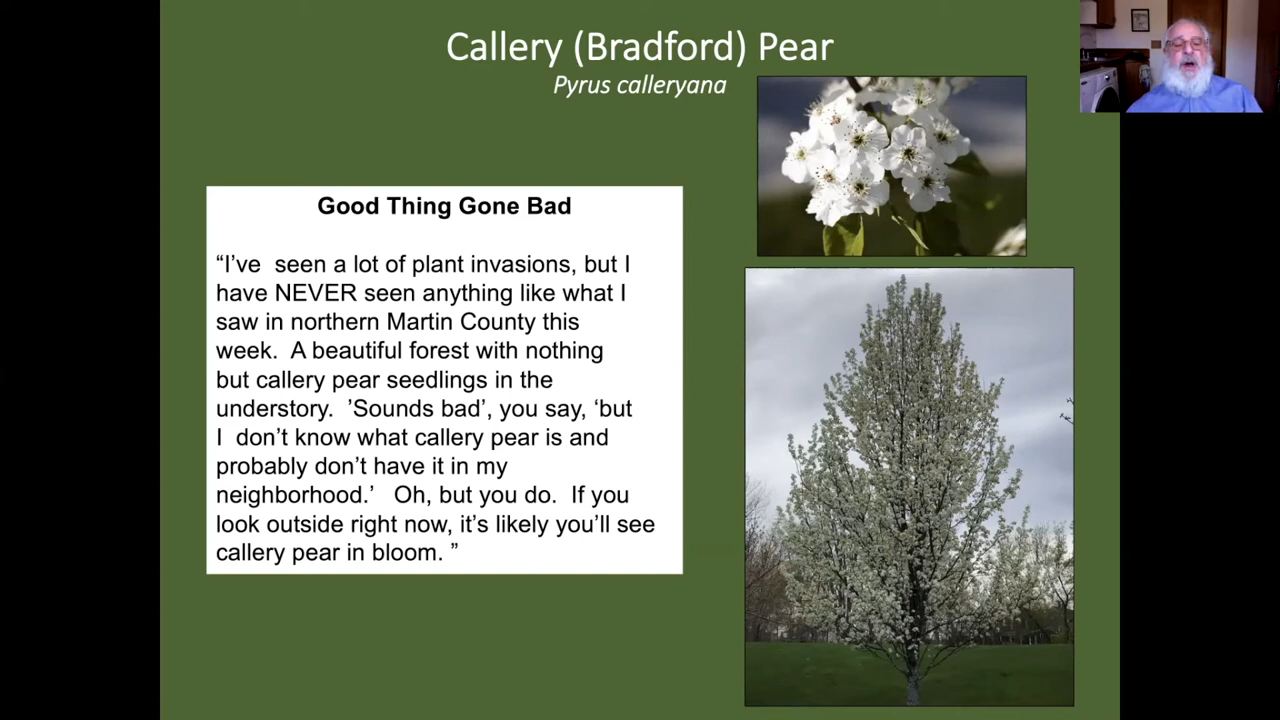 Callery (Bradford) Pear
Pyrus calleryana
Good Thing Gone Bad
“I’ve  seen a lot of plant invasions, but I
have NEVER seen anything like what I
saw in northern Martin County this
week.  A beautiful forest with nothing
but callery pear seedlings in the
understory.  ’Sounds bad’, you say, ‘but
I  don’t know what callery pear is and
probably don’t have it in my
neighborhood.’   Oh, but you do.  If you
look outside right now, it’s likely you’ll see
callery pear in bloom. ”